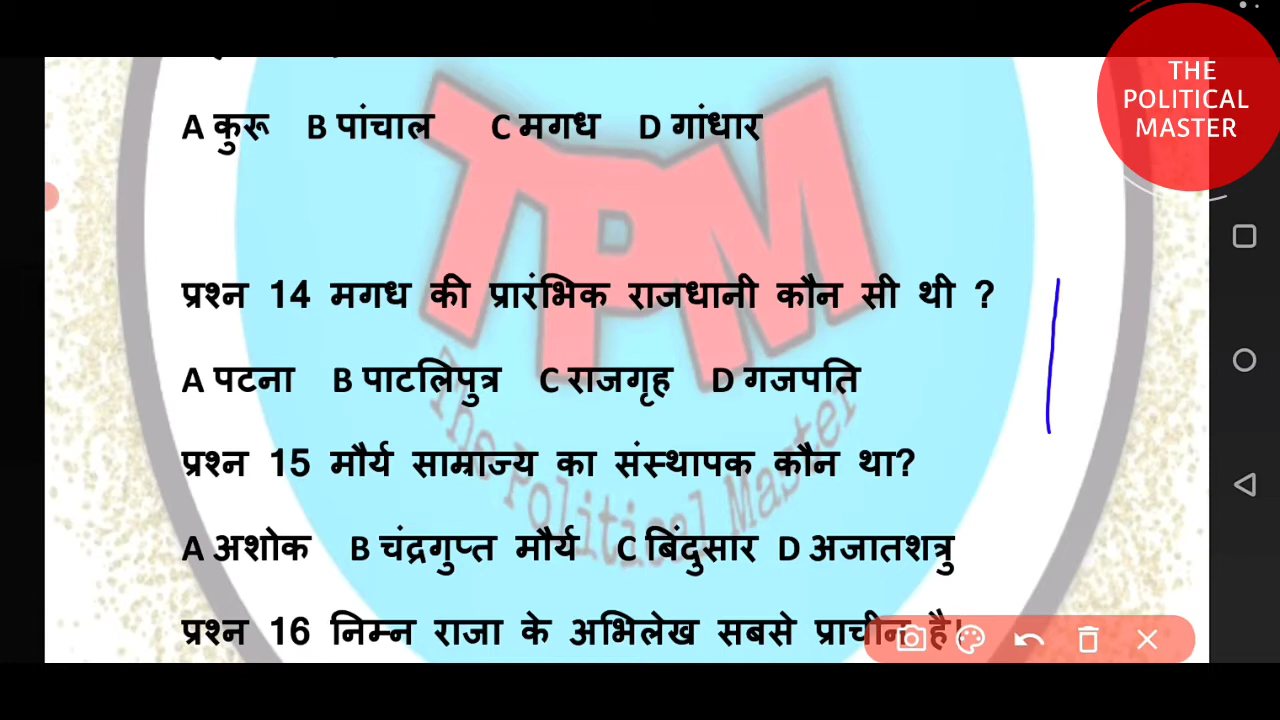 THE
POLITICAL
MASTER
A कुरू B पांचाल C मगध D गांधार
TPM
The Political Master
प्रश्न 14 मगध की प्रारंभिक राजधानी कौन सी थी ?
A पटना B पाटलिपुत्र C राजगृह D गजपति
प्रश्न 15 मौर्य साम्राज्य का संस्थापक कौन था?
A अशोक B चंद्रगुप्त मौर्य C बिंदुसार D अजातशत्रु
प्रश्न 16 निम्न राजा के अभिलेख सबसे प्राचीन है।